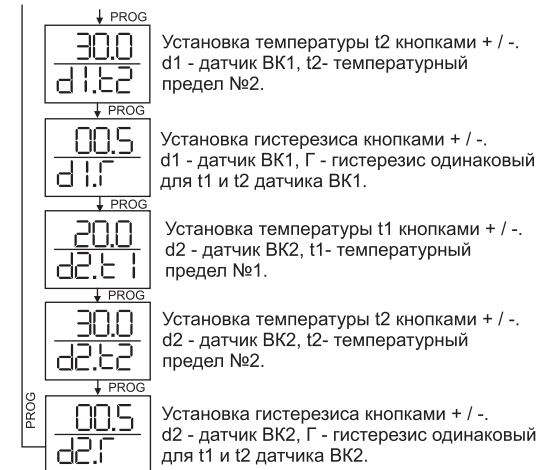 PROG
30.0
d1.t2
Установка температуры t2 кнопками + / -.
d1 - датчик ВК1, t2- температурный
предел №2.
PROG
00.5
d1.Г
Установка гистерезиса кнопками + / -.
d1 - датчик ВК1, Г - гистерезис одинаковый
для t1 и t2 датчика ВК1.
PROG
20.0
d2.t1
Установка температуры t1 кнопками + / -.
d2 - датчик ВК2, t1- температурный
предел №1.
PROG
30.0
d2.t2
Установка температуры t2 кнопками + / -.
d2 - датчик ВК2, t2- температурный
предел №2.
PROG
00.5
d2.Г
Установка гистерезиса кнопками + / -.
d2 - датчик ВК2, Г - гистерезис одинаковый
для t1 и t2 датчика ВК2.
PROG